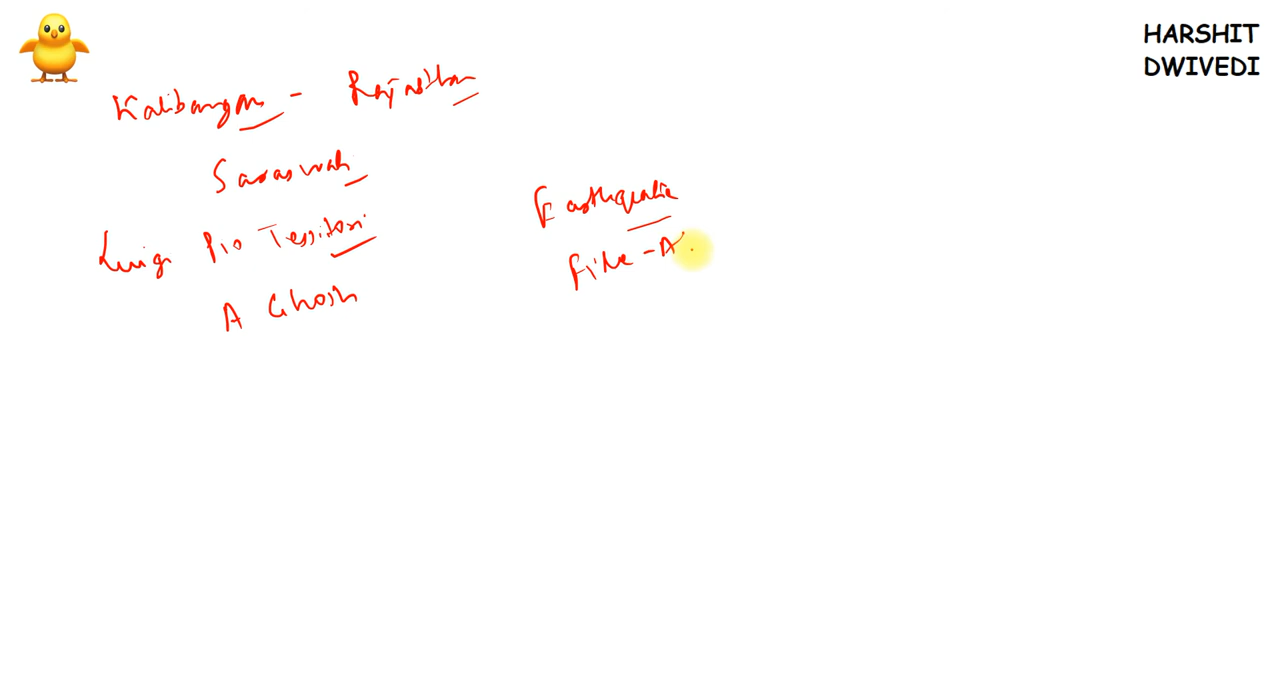 Kalibangan - Rajasthan
Saraswati
Luigi Pio Tessitori
A Ghosh
Earthquake
Fire - A
HARSHIT
DWIVEDI